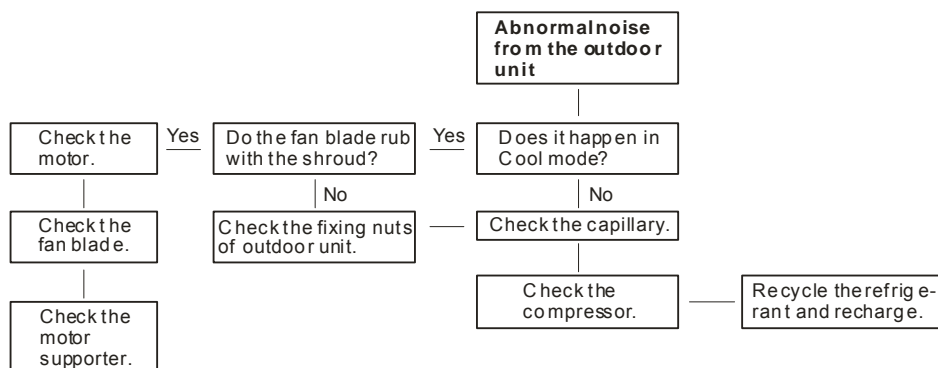 Abnormal noise
from the outdoor
unit
Check the
motor.
Yes
Do the fan blade rub
with the shroud?
Yes
Does it happen in
Cool mode?
No
No
Check the
fan blade.
Check the fixing nuts
of outdoor unit.
Check the capillary.
Check the
motor
supporter.
Check the
compressor.
Recycle the refrige-
rant and recharge.